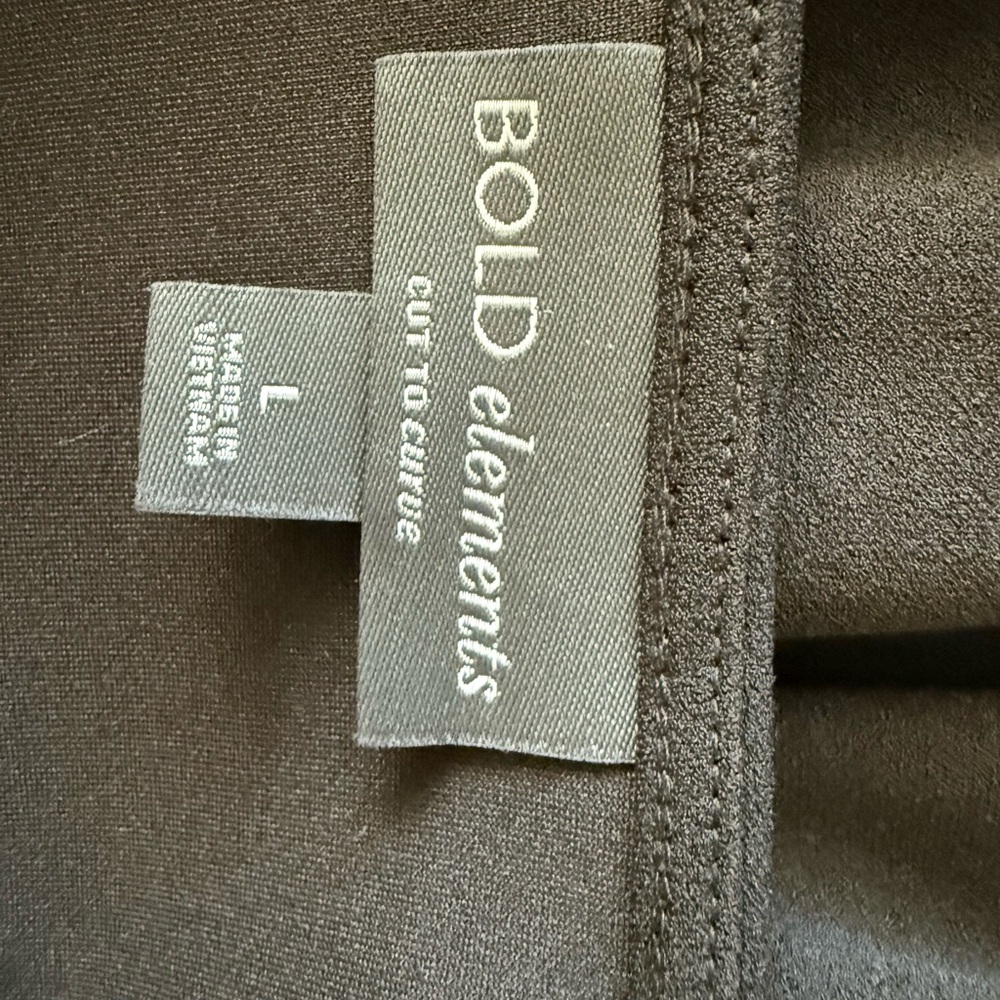 BOLD elements
CUT TO curve
L
MADE IN
VIETNAM